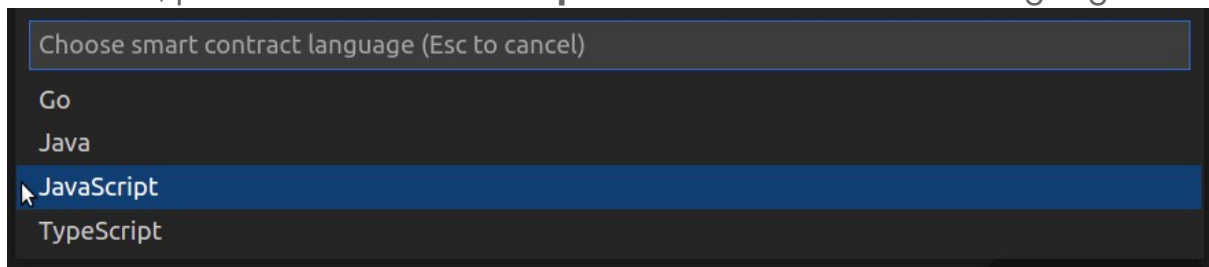 Choose smart contract language (Esc to cancel)
Go
Java
JavaScript
TypeScript